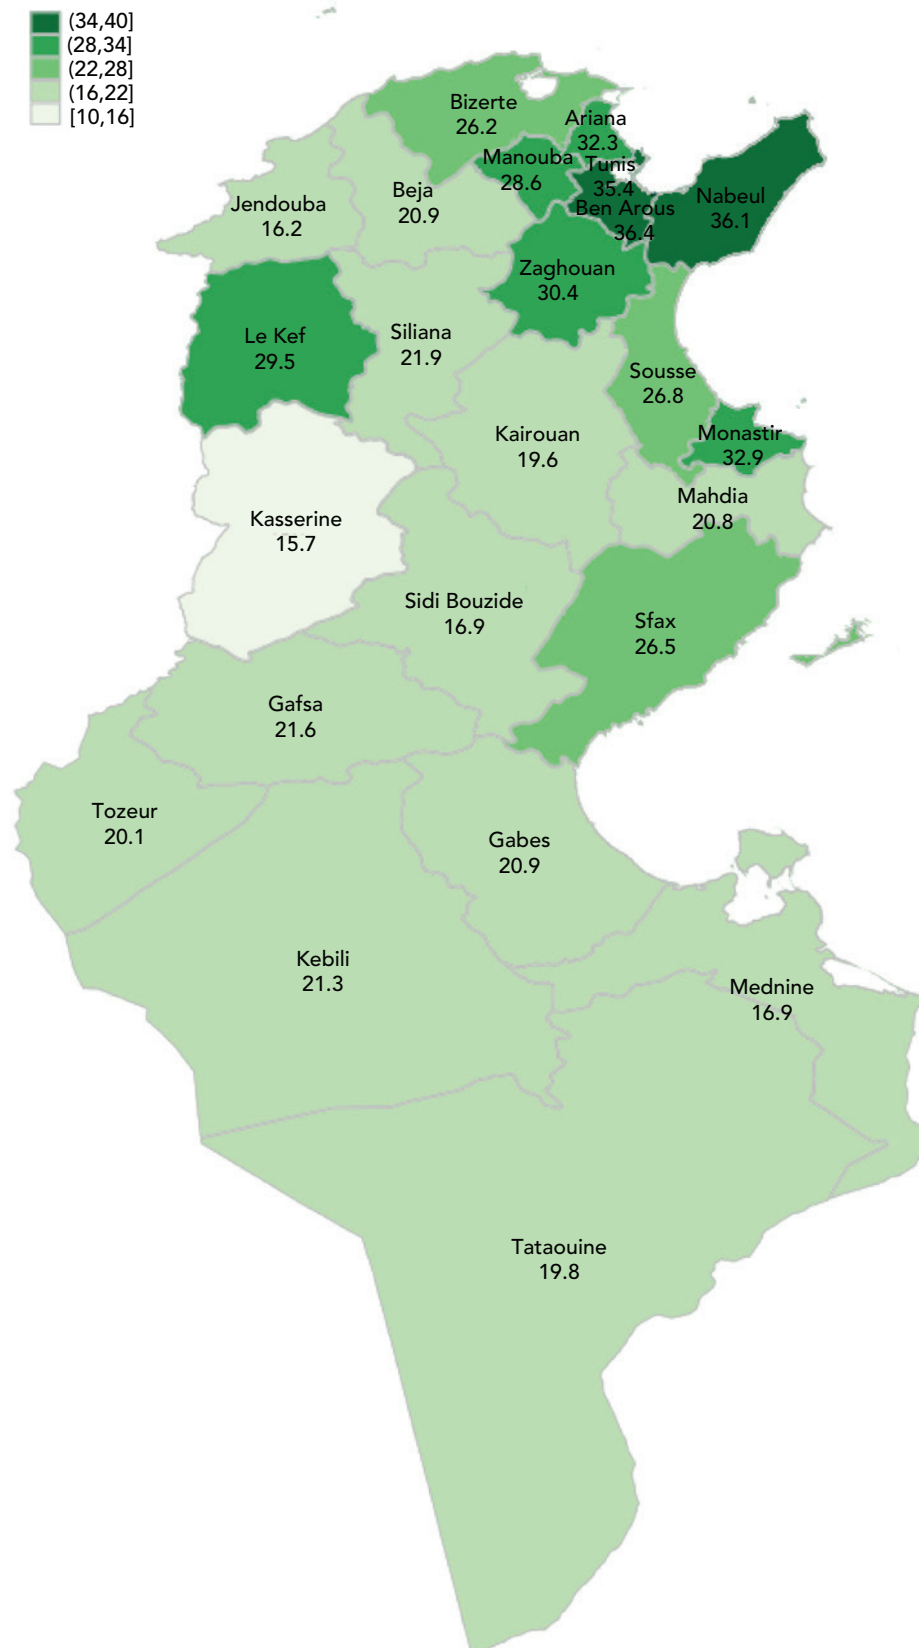 (34,40]
(28,34]
(22,28]
(16,22]
[10,16]
Bizerte
26.2
Ariana
32.3
Manouba
28.6
Tunis
35.4
Ben Arous
36.4
Nabeul
36.1
Jendouba
16.2
Beja
20.9
Zaghouan
30.4
Le Kef
29.5
Siliana
21.9
Sousse
26.8
Kairouan
19.6
Monastir
32.9
Mahdia
20.8
Kasserine
15.7
Sidi Bouzide
16.9
Sfax
26.5
Gafsa
21.6
Tozeur
20.1
Gabes
20.9
Kebili
21.3
Mednine
16.9
Tataouine
19.8